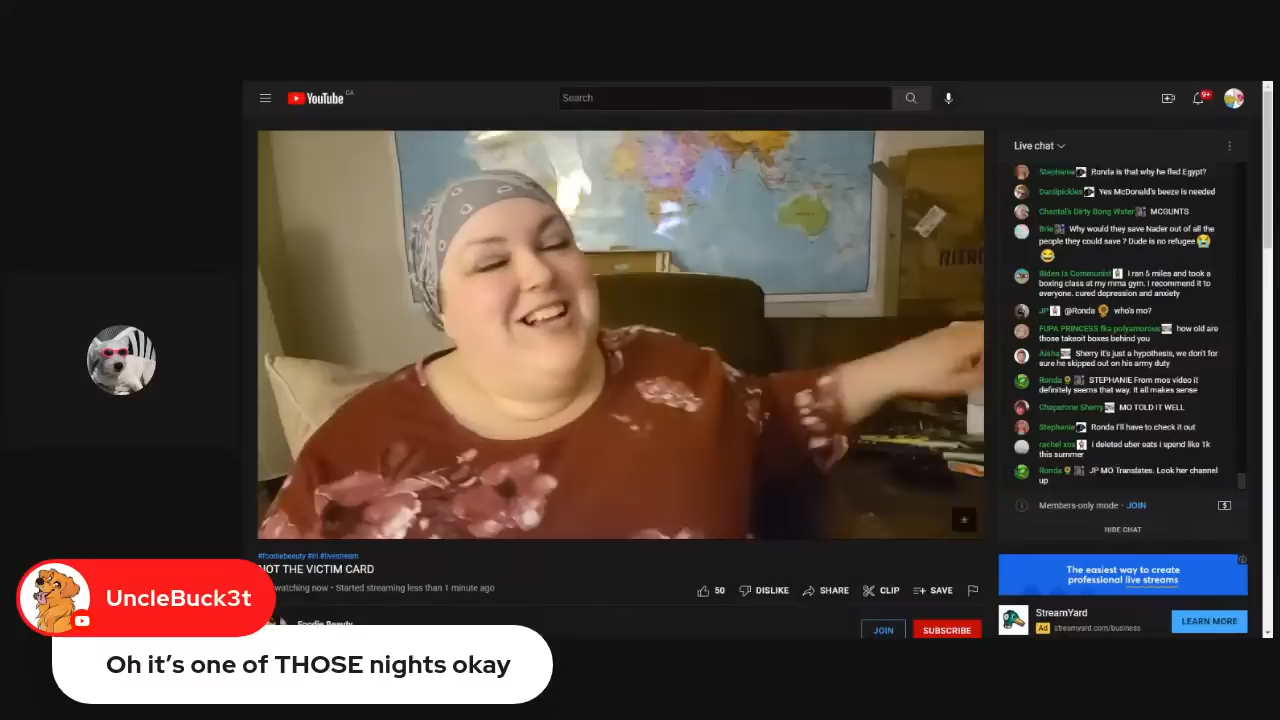 YouTube CA
Search
9+
Live chat
Stephanie Ronda is that why he fled Egypt?
Daniipickles Yes McDonald's beeze is needed
Chantal's Dirty Bong Water MCGUNTS
Brie Why would they save Nader out of all the
people they could save ? Dude is no refugee
Biden Is Communist I ran 5 miles and took a
boxing class at my mma gym. I recommend it to
everyone. cured depression and anxiety
JP @Ronda who's mo?
FUPA PRINCESS fka polyamorous how old are
those takeoit boxes behind you
Aisha Sherry it's just a hypothesis, we don't for
sure he skipped out on his army duty
Ronda STEPHANIE From mos video it
definitely seems that way. It all makes sense
Chapstone Sherry MO TOLD IT WELL
Stephanie Ronda I'll have to check it out
rachel xox i deleted uber eats i spend like 1k
this summer
Ronda JP MO Translates. Look her channel
up
Members-only mode · JOIN
HIDE CHAT
#foodiebeauty #irl #livestream
NOT THE VICTIM CARD
watching now • Started streaming less than 1 minute ago
50 DISLIKE SHARE CLIP SAVE
Foodie Beauty
JOIN SUBSCRIBE
The easiest way to create
professional live streams
StreamYard
Ad streamyard.com/business
LEARN MORE
UncleBuck3t
Oh it's one of THOSE nights okay